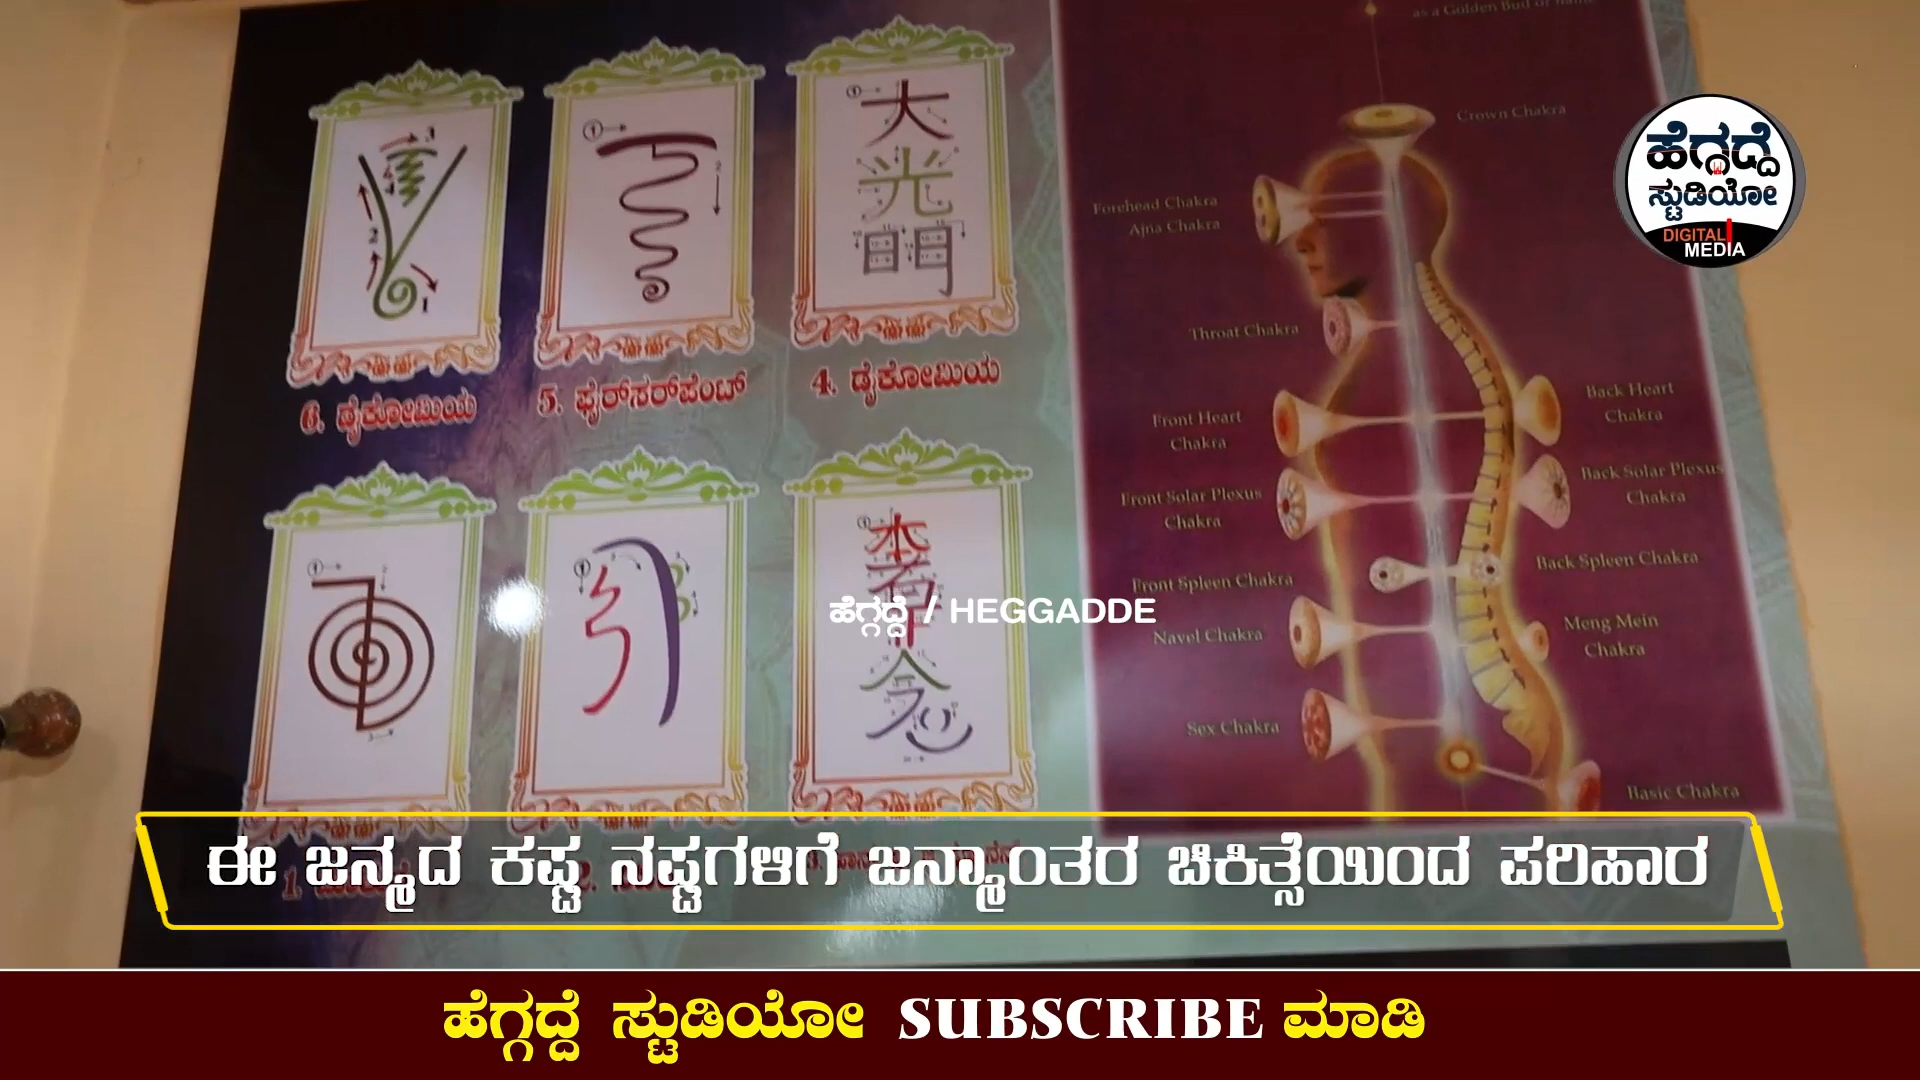 as a Golden Bud of flame
Crown Chakra
Forehead Chakra
Ajna Chakra
Throat Chakra
Front Heart
Chakra
Back Heart
Chakra
Front Solar Plexus
Chakra
Back Solar Plexus
Chakra
Front Spleen Chakra
Back Spleen Chakra
Navel Chakra
Meng Mein
Chakra
Sex Chakra
Basic Chakra
大
光
明
6. ಡೈಕೋಮಿಯ
5. ಫೈರ್‌ಸರ್‌ಪೆಂಟ್
4. ಡೈಕೋಮಿಯ
ಹೆಗ್ಗದ್ದೆ
ಸ್ಟುಡಿಯೋ
DIGITAL
MEDIA
ಹೆಗ್ಗದ್ದೆ / HEGGADDE
ಈ ಜನ್ಮದ ಕಷ್ಟ ನಷ್ಟಗಳಿಗೆ ಜನ್ಮಾಂತರ ಚಿಕಿತ್ಸೆಯಿಂದ ಪರಿಹಾರ
ಹೆಗ್ಗದ್ದೆ ಸ್ಟುಡಿಯೋ SUBSCRIBE ಮಾಡಿ